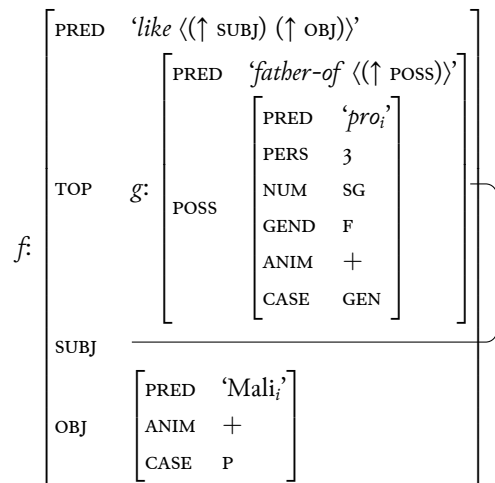 PRED ‘like ⟨(↑ SUBJ) (↑ OBJ)⟩’
PRED ‘father-of ⟨(↑ POSS)⟩’
PRED ‘proᵢ’
PERS 3
TOP g: NUM SG
POSS
GEND F
f:
ANIM +
CASE GEN
SUBJ
PRED ‘Maliᵢ’
OBJ ANIM +
CASE P